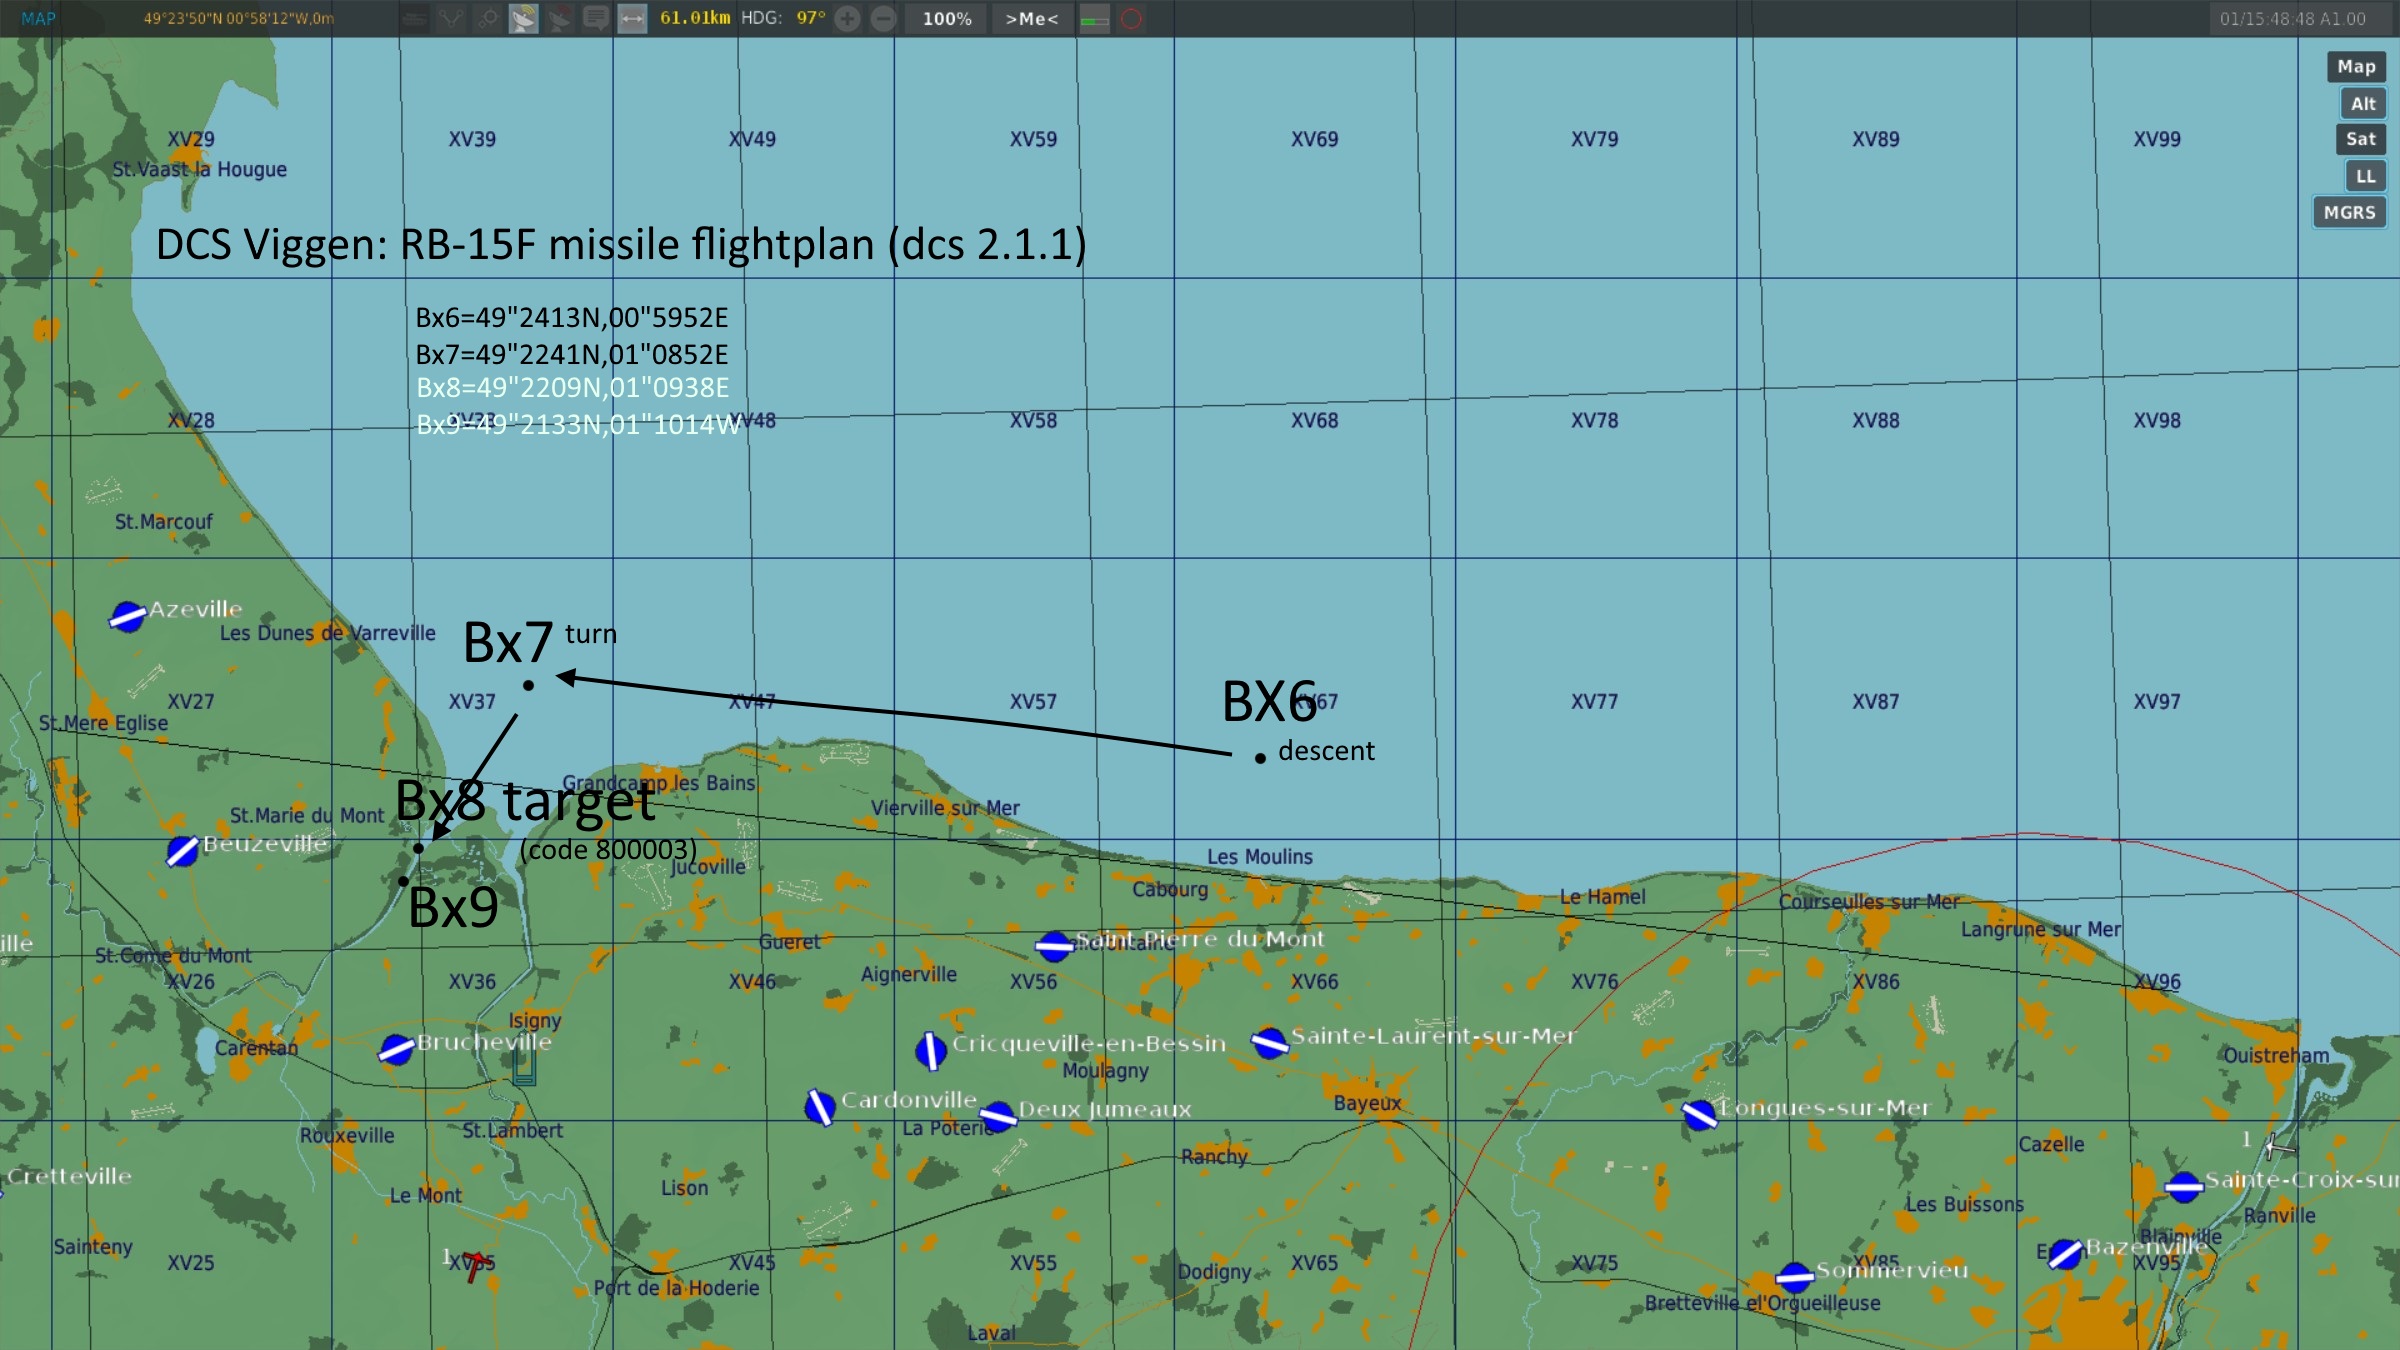 MAP 49°23'50"N 00°58'12"W,0m 61.01km HDG: 97° 100% >Me< 01/15:48:48 A1.00
Map
Alt
Sat
LL
MGRS
XV29 XV39 XV49 XV59 XV69 XV79 XV89 XV99
St.Vaast la Hougue
DCS Viggen: RB-15F missile flightplan (dcs 2.1.1)
Bx6=49"2413N,00"5952E
Bx7=49"2241N,01"0852E
Bx8=49"2209N,01"0938E
Bx9=49"2133N,01"1014W
XV28 XV38 XV48 XV58 XV68 XV78 XV88 XV98
St.Marcouf
Azeville
Les Dunes de Varreville
Bx7 turn
XV27 XV37 XV47 XV57 BX6 XV67 XV77 XV87 XV97
St.Mere Eglise
descent
Grandcamp les Bains
Bx8 target
Vierville sur Mer
St.Marie du Mont
Beuzeville
(code 800003)
Les Moulins
Jucoville
Cabourg
Le Hamel
Courseulles sur Mer
Bx9
Langrune sur Mer
ille
Gueret
Saint Pierre du Mont
St.Come du Mont
Aignerville
XV26 XV36 XV46 XV56 XV66 XV76 XV86 XV96
Isigny
Carentan
Brucheville
Cricqueville-en-Bessin
Sainte-Laurent-sur-Mer
Ouistreham
Moulagny
Cardonville
Deux Jumeaux
Bayeux
Longues-sur-Mer
Rouxeville
St.Lambert
La Poterie
Cazelle
1
Ranchy
Cretteville
Lison
Sainte-Croix-sur
Le Mont
Les Buissons
Ranville
Sainteny
Blainville
Bazenville
1
XV25 XV35 XV45 XV55 XV65 XV75 XV85 XV95
Dodigny
Sommervieu
Port de la Hoderie
Bretteville el'Orgueilleuse
Laval